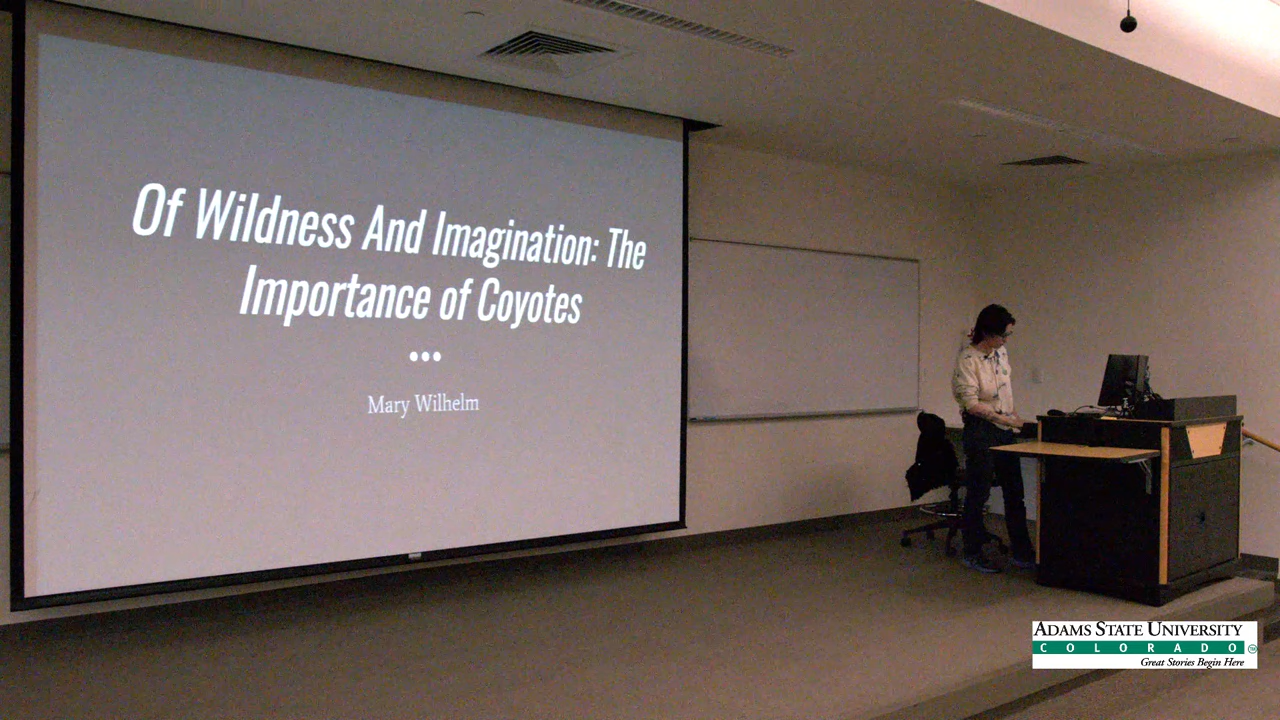 Of Wildness And Imagination: The
Importance of Coyotes
Mary Wilhelm
ADAMS STATE UNIVERSITY
COLORADO
Great Stories Begin Here